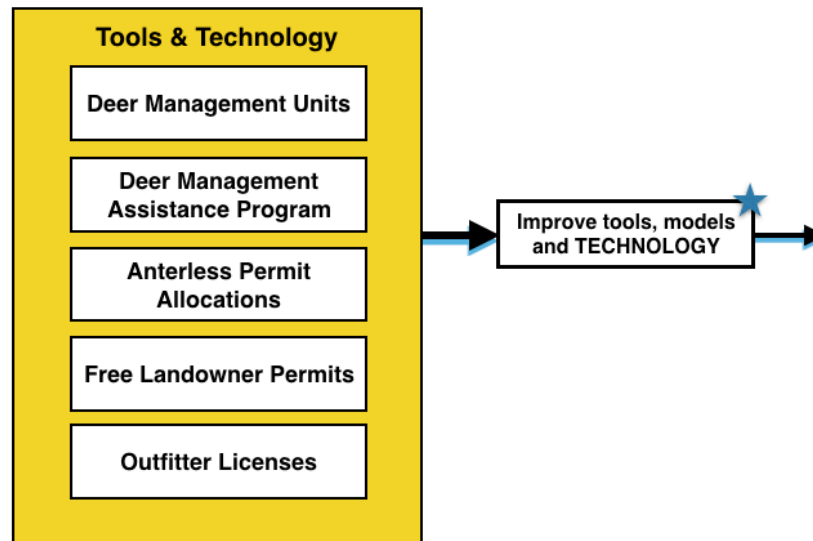 Tools & Technology
Deer Management Units
Deer Management
Assistance Program
Anterless Permit
Allocations
Free Landowner Permits
Outfitter Licenses
Improve tools, models
and TECHNOLOGY